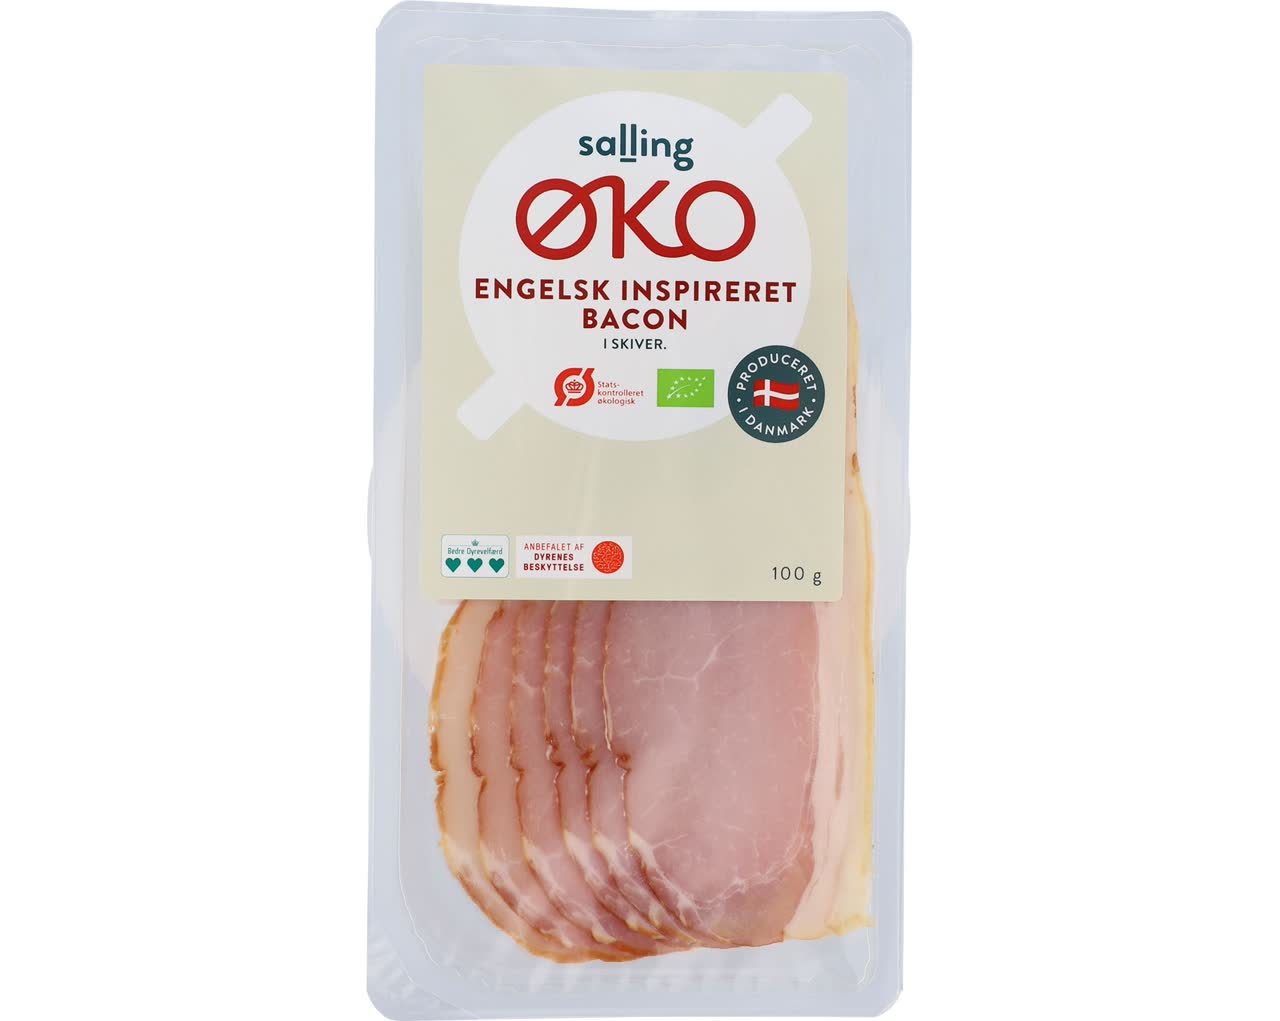 salling
ØKO
ENGELSK INSPIRERET
BACON
I SKIVER.
Stats-
kontrolleret
økologisk
PRODUCERET
I DANMARK
Bedre Dyrevelfærd
ANBEFALET AF
DYRENES
BESKYTTELSE
100 g